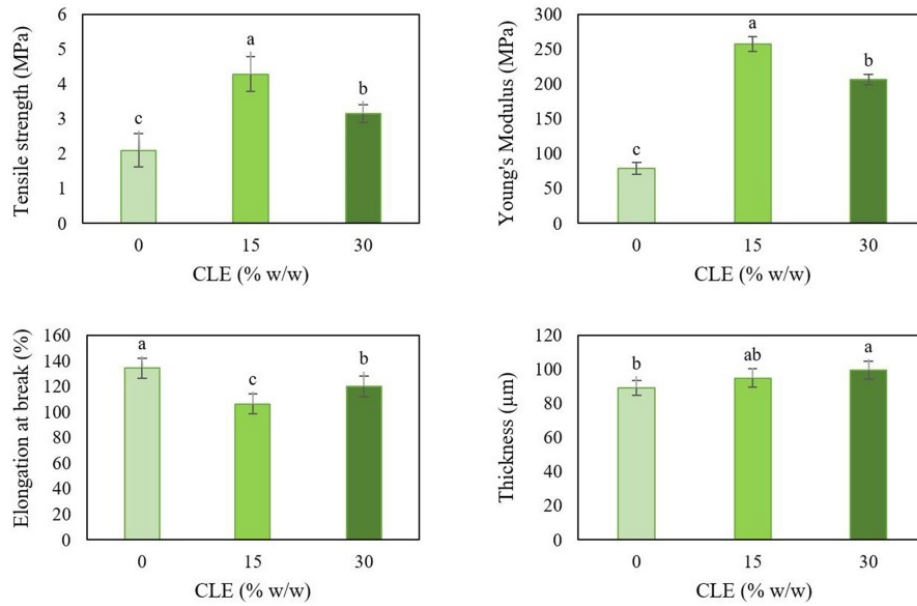 Tensile strength (MPa)
6
5
4
3
2
1
0
c
a
b
0 15 30
CLE (% w/w)
Young's Modulus (MPa)
300
250
200
150
100
50
0
c
a
b
0 15 30
CLE (% w/w)
Elongation at break (%)
160
140
120
100
80
60
40
20
0
a
c
b
0 15 30
CLE (% w/w)
Thickness (μm)
120
100
80
60
40
20
0
b
ab
a
0 15 30
CLE (% w/w)